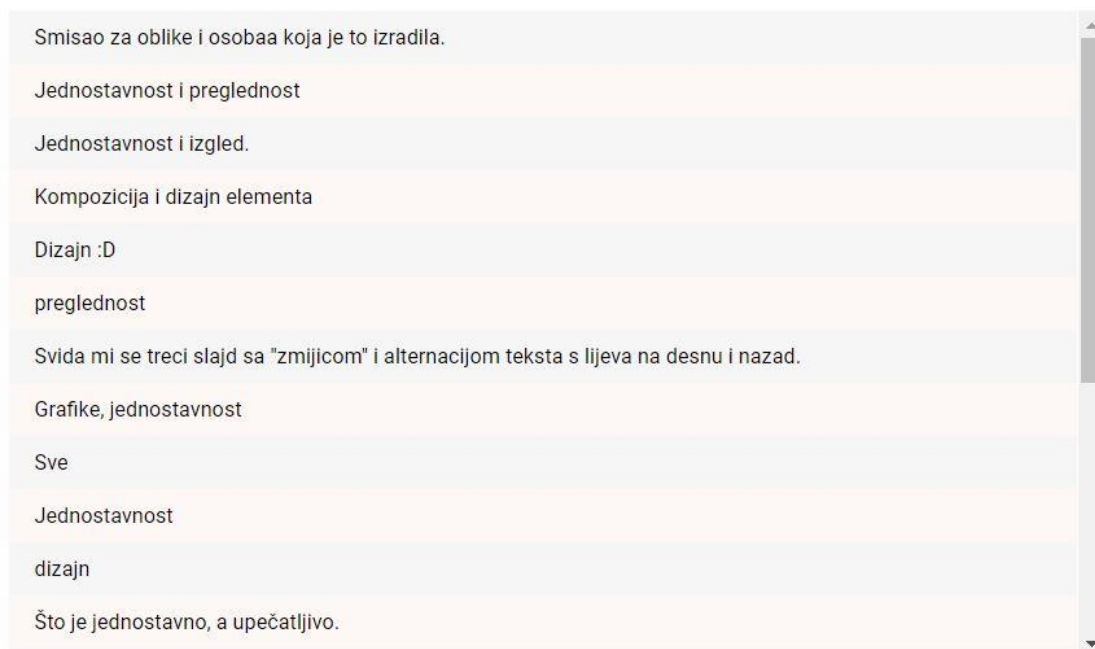 Smisao za oblike i osobaa koja je to izradila.
Jednostavnost i preglednost
Jednostavnost i izgled.
Kompozicija i dizajn elementa
Dizajn :D
preglednost
Svida mi se treci slajd sa "zmijicom" i alternacijom teksta s lijeva na desnu i nazad.
Grafike, jednostavnost
Sve
Jednostavnost
dizajn
Što je jednostavno, a upečatljivo.